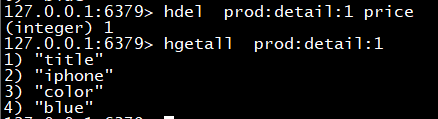 127.0.0.1:6379> hdel  prod:detail:1 price
(integer) 1
127.0.0.1:6379> hgetall  prod:detail:1
1) "title"
2) "iphone"
3) "color"
4) "blue"